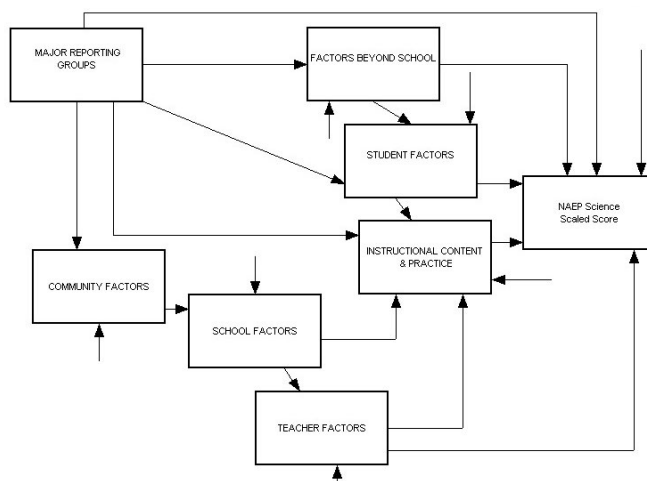 MAJOR REPORTING
GROUPS
FACTORS BEYOND SCHOOL
STUDENT FACTORS
NAEP Science
Scaled Score
INSTRUCTIONAL CONTENT
& PRACTICE
COMMUNITY FACTORS
SCHOOL FACTORS
TEACHER FACTORS